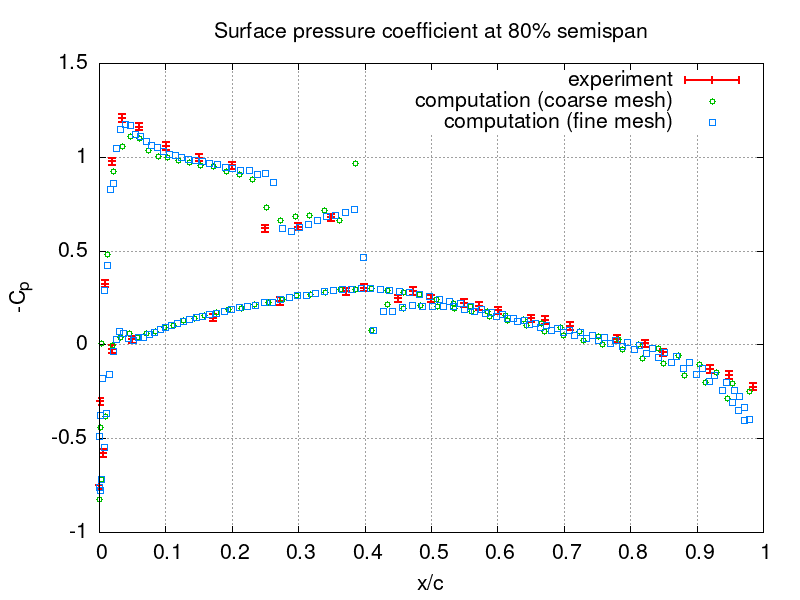 Surface pressure coefficient at 80% semispan
experiment
computation (coarse mesh)
computation (fine mesh)
1.5
1
0.5
0
-0.5
-1
-Cp
0 0.1 0.2 0.3 0.4 0.5 0.6 0.7 0.8 0.9 1
x/c